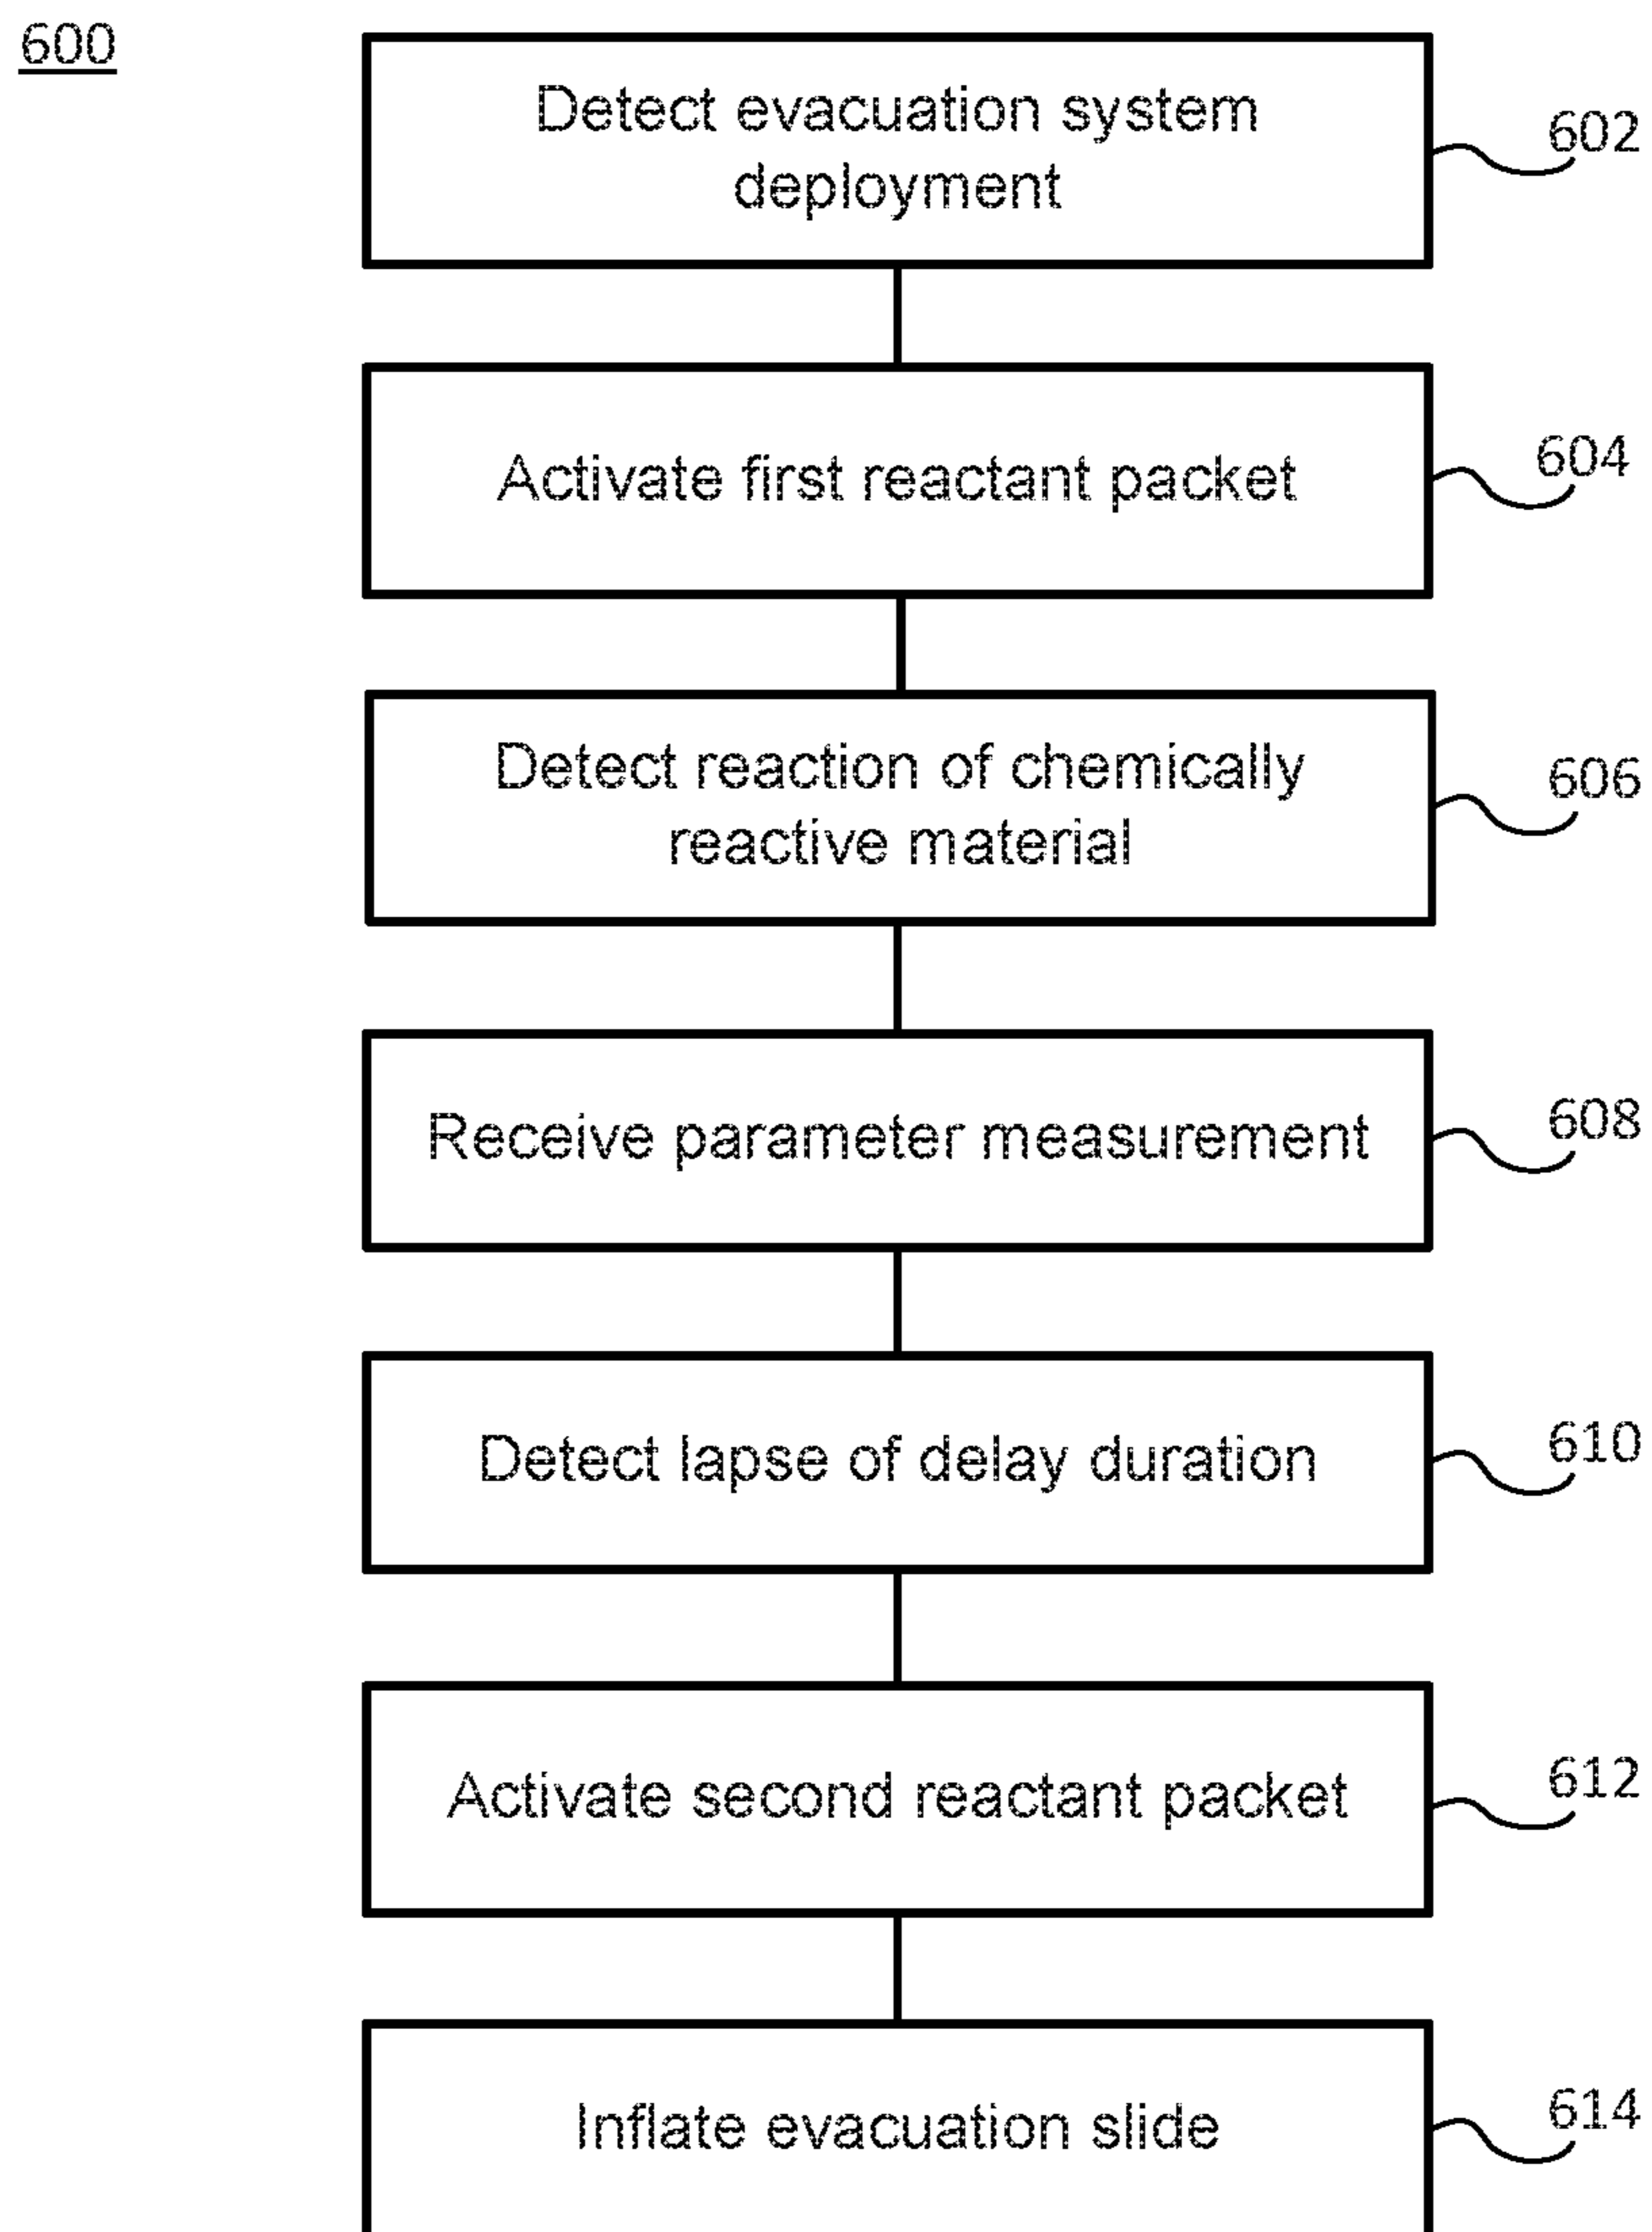 600
Detect evacuation system
deployment
602
Activate first reactant packet
604
Detect reaction of chemically
reactive material
606
Receive parameter measurement
608
Detect lapse of delay duration
610
Activate second reactant packet
612
Inflate evacuation slide
614